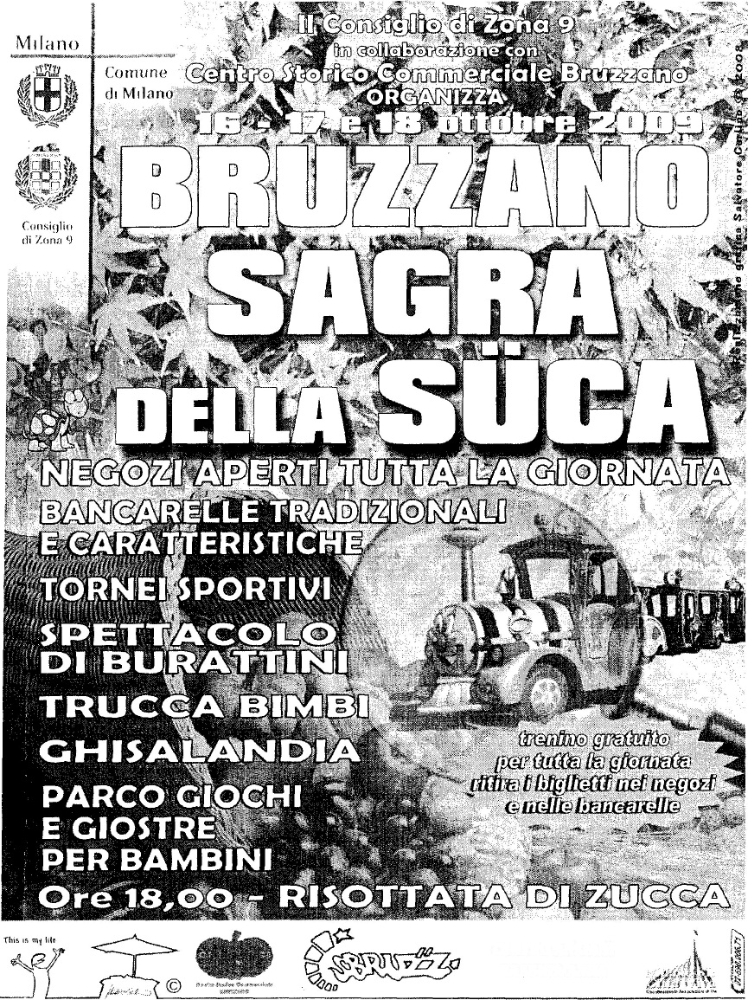 Milano
Comune
di Milano
Consiglio
di Zona 9
Il Consiglio di Zona 9
in collaborazione con
Centro Storico Commerciale Bruzzano
ORGANIZZA
16 - 17 e 18 ottobre 2009
BRUZZANO
SAGRA
DELLA SÜCA
NEGOZI APERTI TUTTA LA GIORNATA
BANCARELLE TRADIZIONALI
E CARATTERISTICHE
TORNEI SPORTIVI
SPETTACOLO
DI BURATTINI
TRUCCA BIMBI
GHISALANDIA
PARCO GIOCHI
E GIOSTRE
PER BAMBINI
trenino gratuito
per tutta la giornata
ritira i biglietti nei negozi
e nelle bancarelle
Ore 18,00 - RISOTTATA DI ZUCCA
grafica Salvatore
This is my life
©